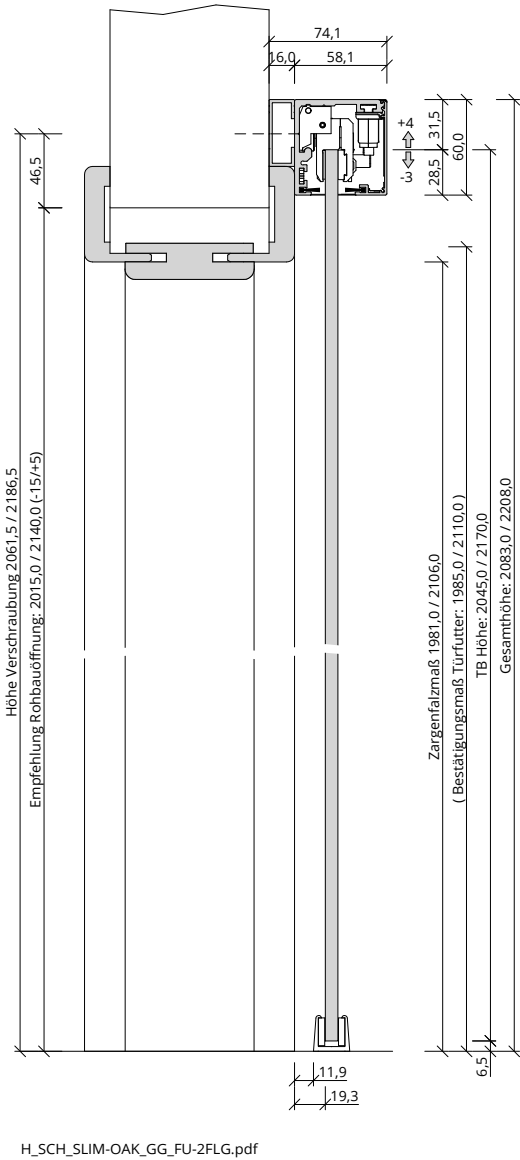 74,1
16,0
58,1
+4
-3
31,5
28,5
60,0
46,5
Höhe Verschraubung 2061,5 / 2186,5
Empfehlung Rohbauöffnung: 2015,0 / 2140,0 (-15/+5)
Zargenfalzmaß 1981,0 / 2106,0
( Bestätigungsmaß Türfutter: 1985,0 / 2110,0 )
TB Höhe: 2045,0 / 2170,0
Gesamthöhe: 2083,0 / 2208,0
6,5
11,9
19,3
H_SCH_SLIM-OAK_GG_FU-2FLG.pdf